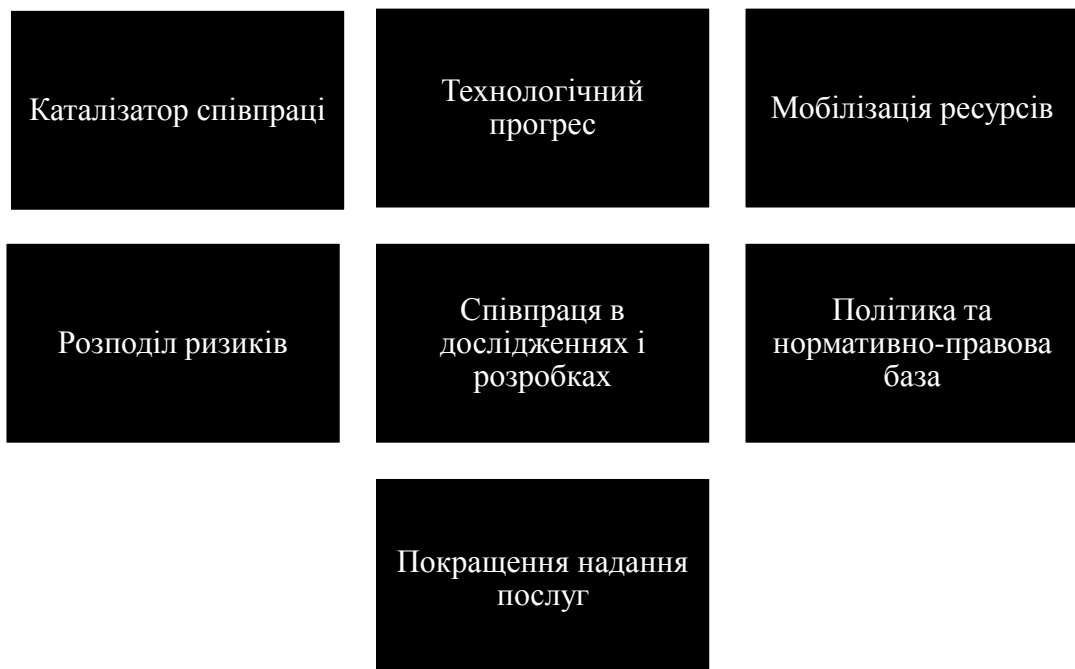 Каталізатор співпраці
Технологічний
прогрес
Мобілізація ресурсів
Розподіл ризиків
Співпраця в
дослідженнях і
розробках
Політика та
нормативно-правова
база
Покращення надання
послуг